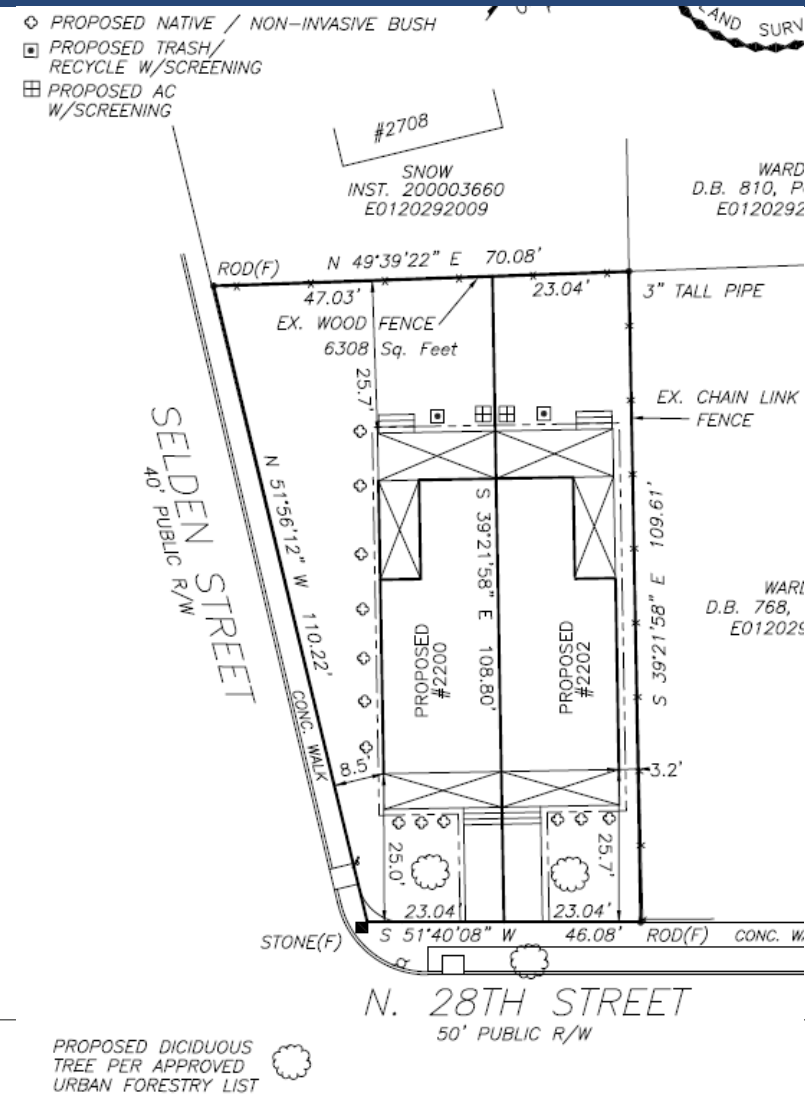 PROPOSED NATIVE / NON-INVASIVE BUSH
LAND SURV
PROPOSED TRASH/
RECYCLE W/SCREENING
PROPOSED AC
W/SCREENING
#2708
SNOW
INST. 200003660
E0120292009
WARD
D.B. 810, P
E0120292
ROD(F)
N 49°39'22" E 70.08'
47.03'
23.04'
3" TALL PIPE
EX. WOOD FENCE
6308 Sq. Feet
25.7'
EX. CHAIN LINK
FENCE
SELDEN STREET
40' PUBLIC R/W
N 51°56'12" W 110.22'
S 39°21'58" E 108.80'
S 39°21'58" E 109.61'
WARD
D.B. 768,
E012029
PROPOSED
#2200
PROPOSED
#2202
CONC. WALK
8.5'
3.2'
25.0'
25.7'
23.04'
23.04'
STONE(F)
S 51°40'08" W 46.08'
ROD(F)
CONC. WA
N. 28TH STREET
50' PUBLIC R/W
PROPOSED DICIDUOUS
TREE PER APPROVED
URBAN FORESTRY LIST